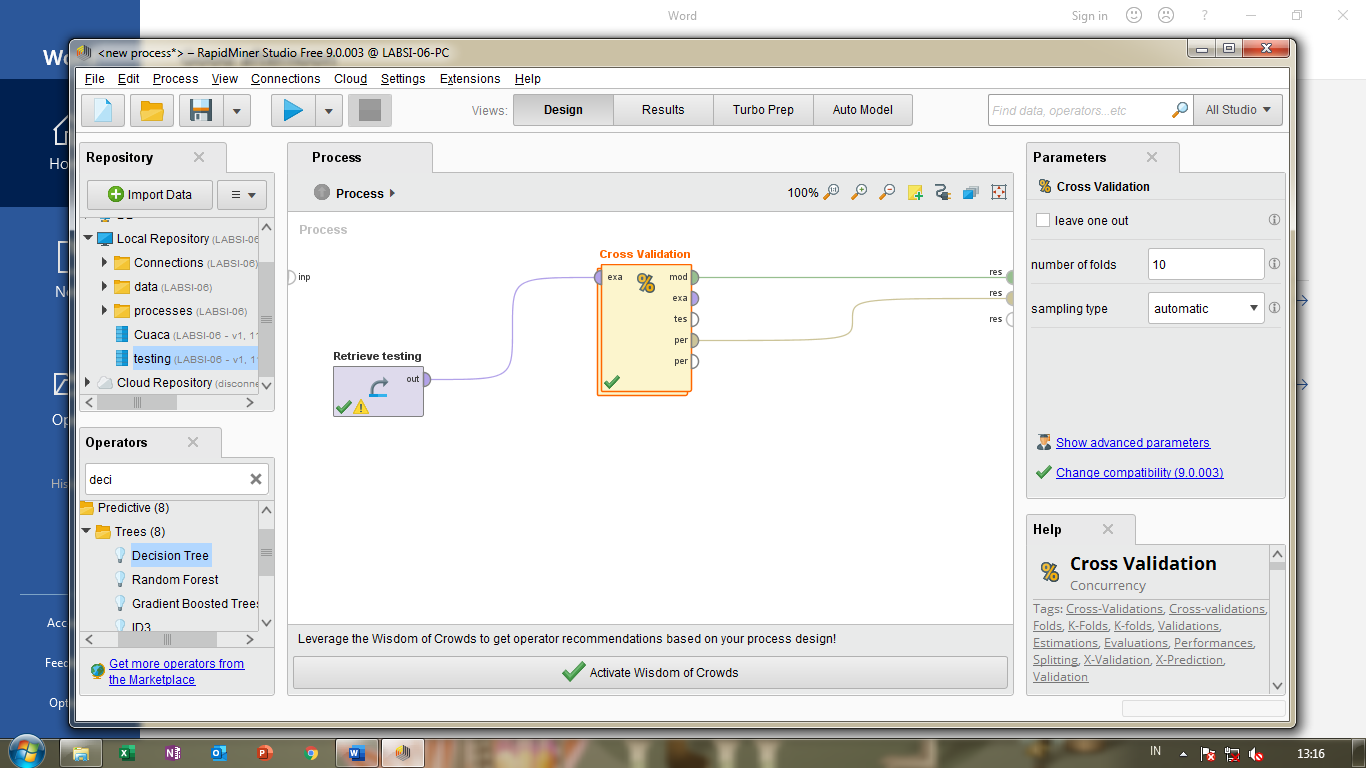 Word
Sign in
?
<new process*> – RapidMiner Studio Free 9.0.003 @ LABSI-06-PC
File Edit Process View Connections Cloud Settings Extensions Help
Views: Design Results Turbo Prep Auto Model
Find data, operators...etc
All Studio
Repository
Import Data
Local Repository (LABSI-06
Connections (LABSI-06)
data (LABSI-06)
processes (LABSI-06)
Cuaca (LABSI-06 - v1, 1
testing (LABSI-06 - v1, 1
Cloud Repository (disconne
Operators
deci
Predictive (8)
Trees (8)
Decision Tree
Random Forest
Gradient Boosted Trees
ID3
Get more operators from
the Marketplace
Process
Process
100%
Process
inp
Cross Validation
exa
mod
exa
tes
per
per
res
res
res
Retrieve testing
out
Leverage the Wisdom of Crowds to get operator recommendations based on your process design!
Activate Wisdom of Crowds
Parameters
Cross Validation
leave one out
number of folds 10
sampling type automatic
Show advanced parameters
Change compatibility (9.0.003)
Help
Cross Validation
Concurrency
Tags: Cross-Validations, Cross-validations,
Folds, K-Folds, K-folds, Validations,
Estimations, Evaluations, Performances,
Splitting, X-Validation, X-Prediction,
Validation
IN
13:16